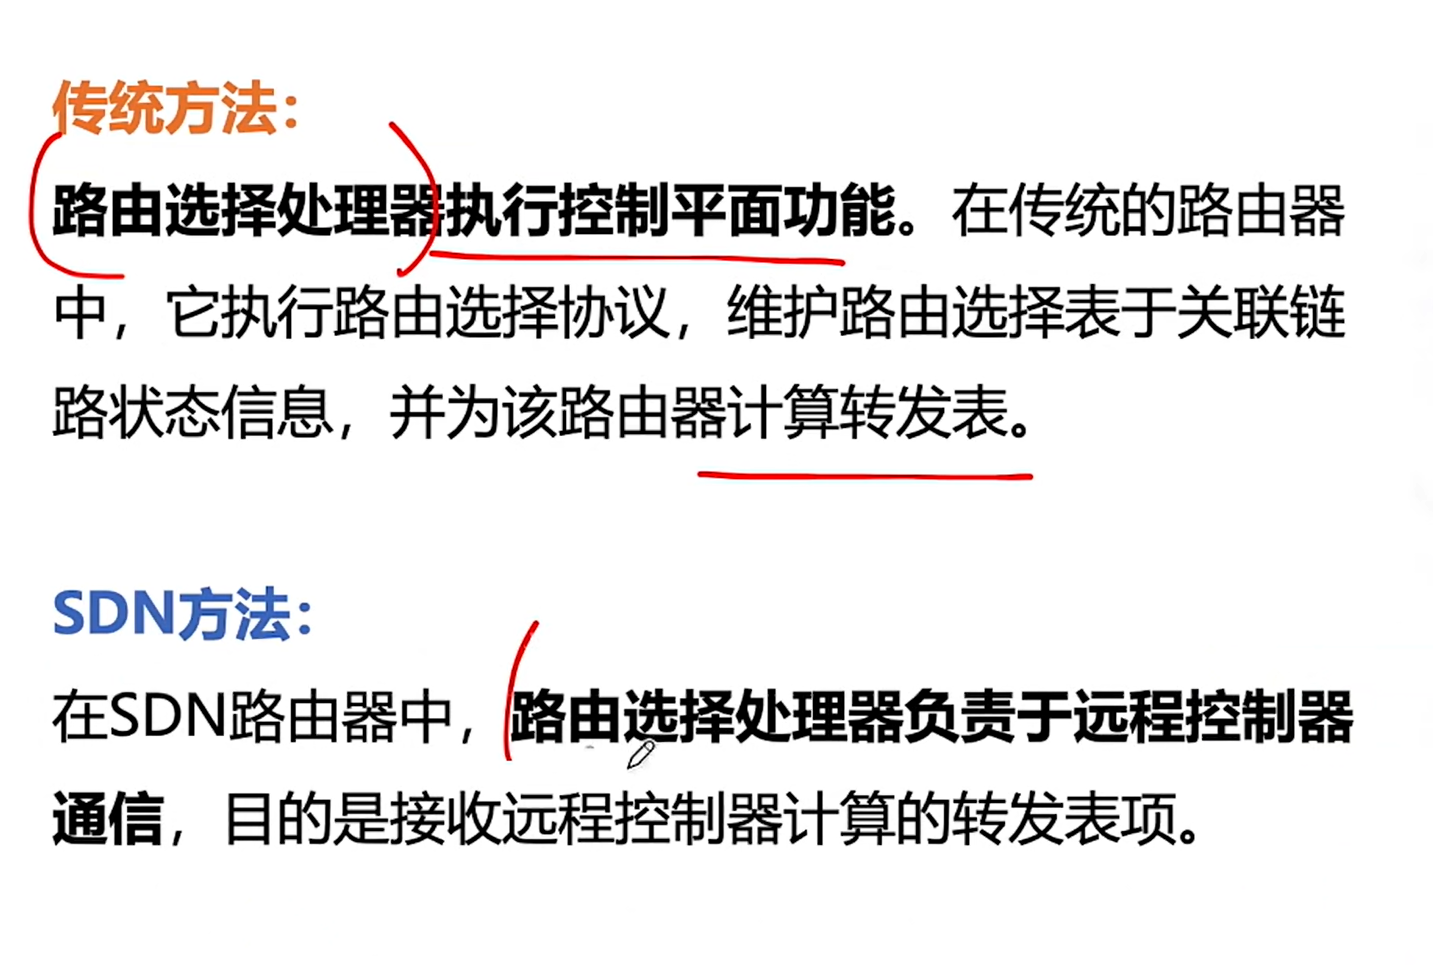 传统方法：
路由选择处理器执行控制平面功能。在传统的路由器
中，它执行路由选择协议，维护路由选择表于关联链
路状态信息，并为该路由器计算转发表。
SDN方法：
在SDN路由器中，路由选择处理器负责于远程控制器
通信，目的是接收远程控制器计算的转发表项。